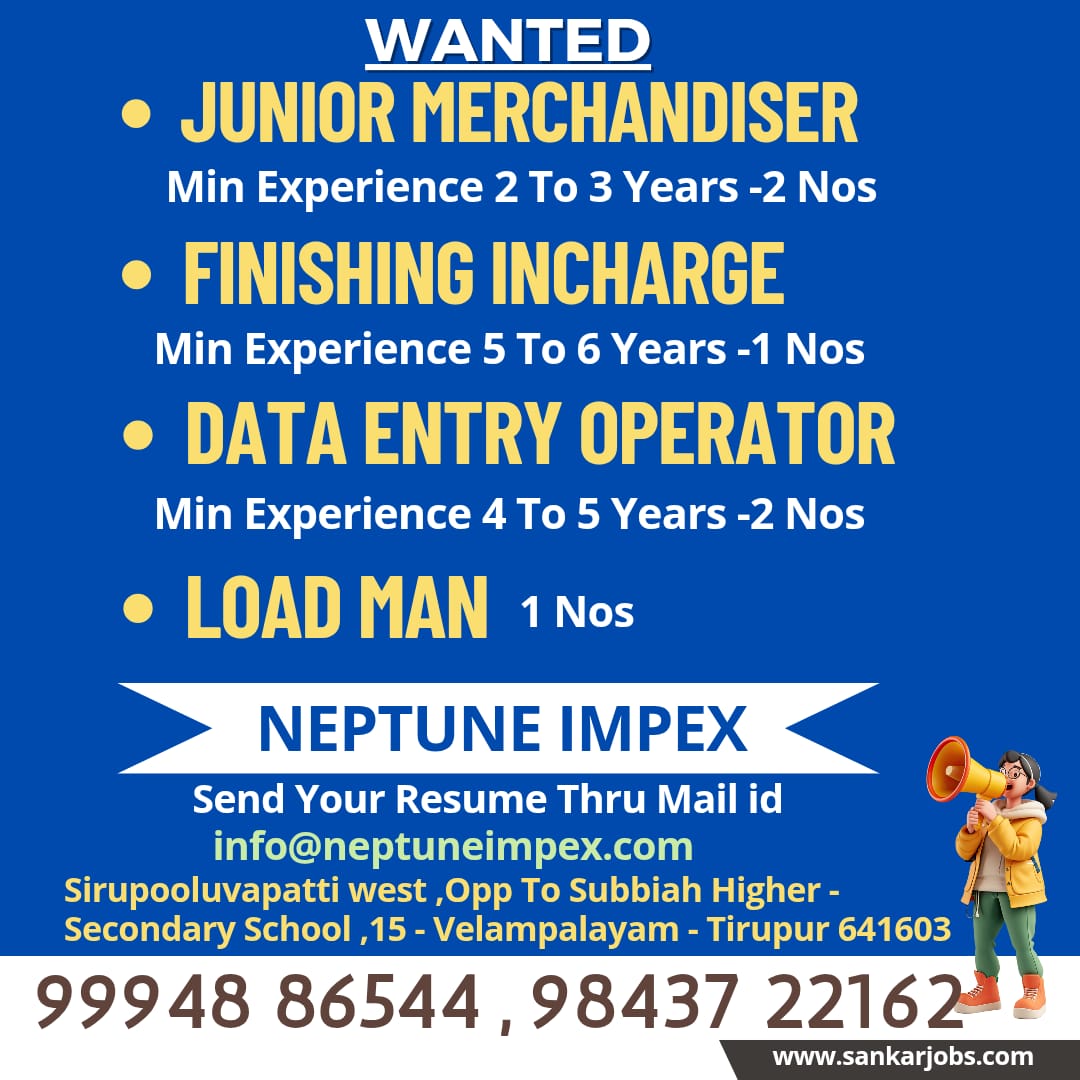 WANTED
• JUNIOR MERCHANDISER
Min Experience 2 To 3 Years -2 Nos
• FINISHING INCHARGE
Min Experience 5 To 6 Years -1 Nos
• DATA ENTRY OPERATOR
Min Experience 4 To 5 Years -2 Nos
• LOAD MAN 1 Nos
NEPTUNE IMPEX
Send Your Resume Thru Mail id
info@neptuneimpex.com
Sirupooluvapatti west ,Opp To Subbiah Higher -
Secondary School ,15 - Velampalayam - Tirupur 641603
99948 86544 , 98437 22162
www.sankarjobs.com